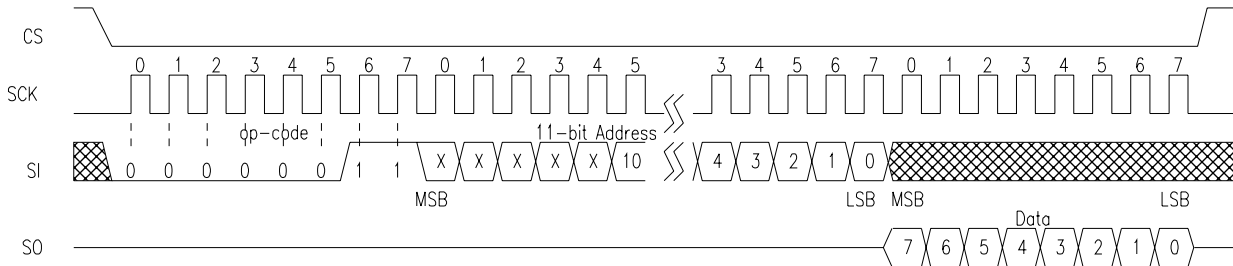 CS
0 1 2 3 4 5 6 7 0 1 2 3 4 5 3 4 5 6 7 0 1 2 3 4 5 6 7
SCK
op-code 11-bit Address
SI 0 0 0 0 0 0 1 1 X X X X X 10 4 3 2 1 0
MSB LSB MSB LSB
Data
SO 7 6 5 4 3 2 1 0